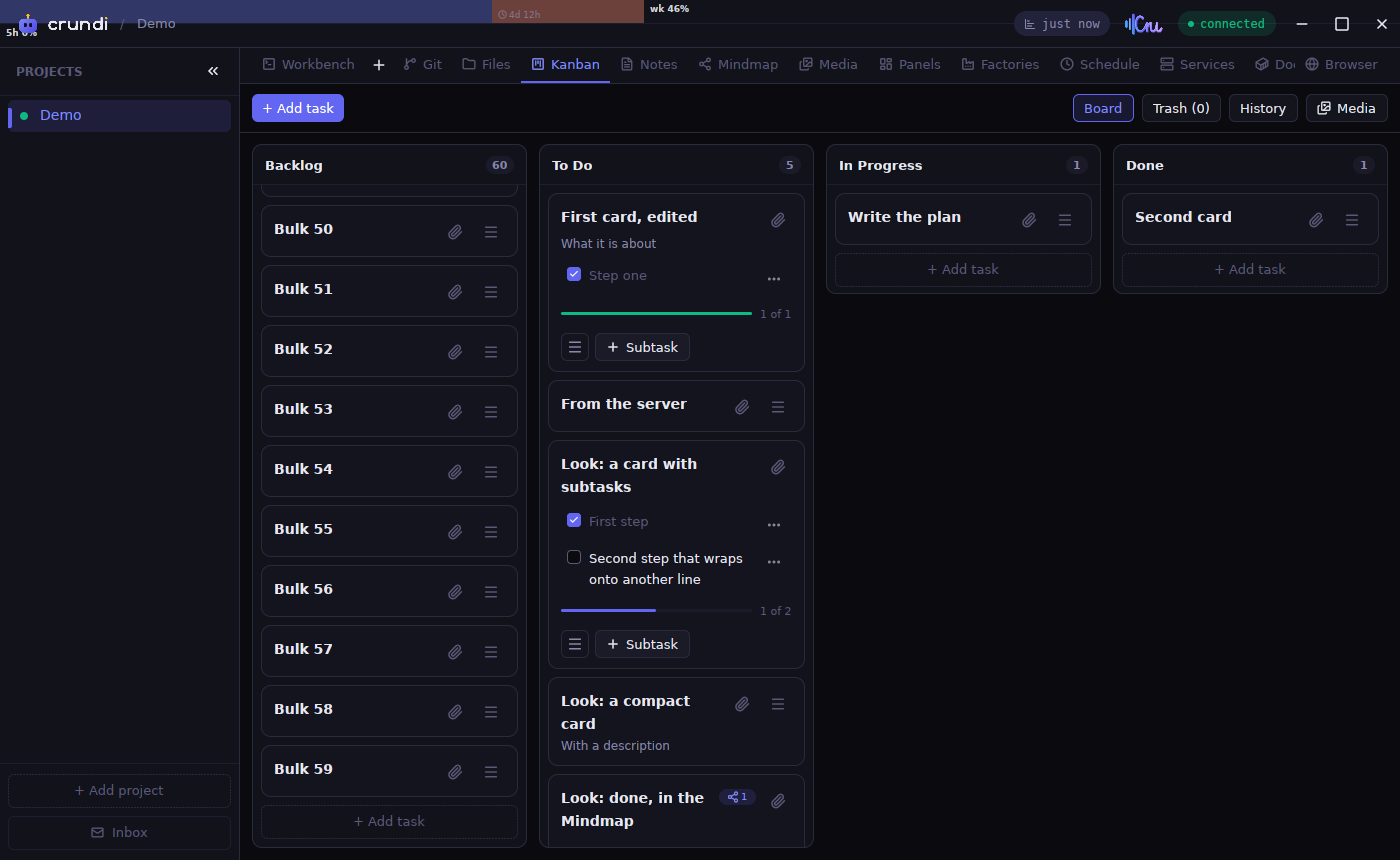 4d 12h
wk 46%
crundi / Demo
just now
connected
PROJECTS
Demo
+ Add project
Inbox
Workbench
Git
Files
Kanban
Notes
Mindmap
Media
Panels
Factories
Schedule
Services
Browser
+ Add task
Board
Trash (0)
History
Media
Backlog 60
Bulk 50
Bulk 51
Bulk 52
Bulk 53
Bulk 54
Bulk 55
Bulk 56
Bulk 57
Bulk 58
Bulk 59
+ Add task
To Do 5
First card, edited
What it is about
Step one
1 of 1
+ Subtask
From the server
Look: a card with
subtasks
First step
Second step that wraps
onto another line
1 of 2
+ Subtask
Look: a compact
card
With a description
Look: done, in the
1
Mindmap
In Progress 1
Write the plan
+ Add task
Done 1
Second card
+ Add task